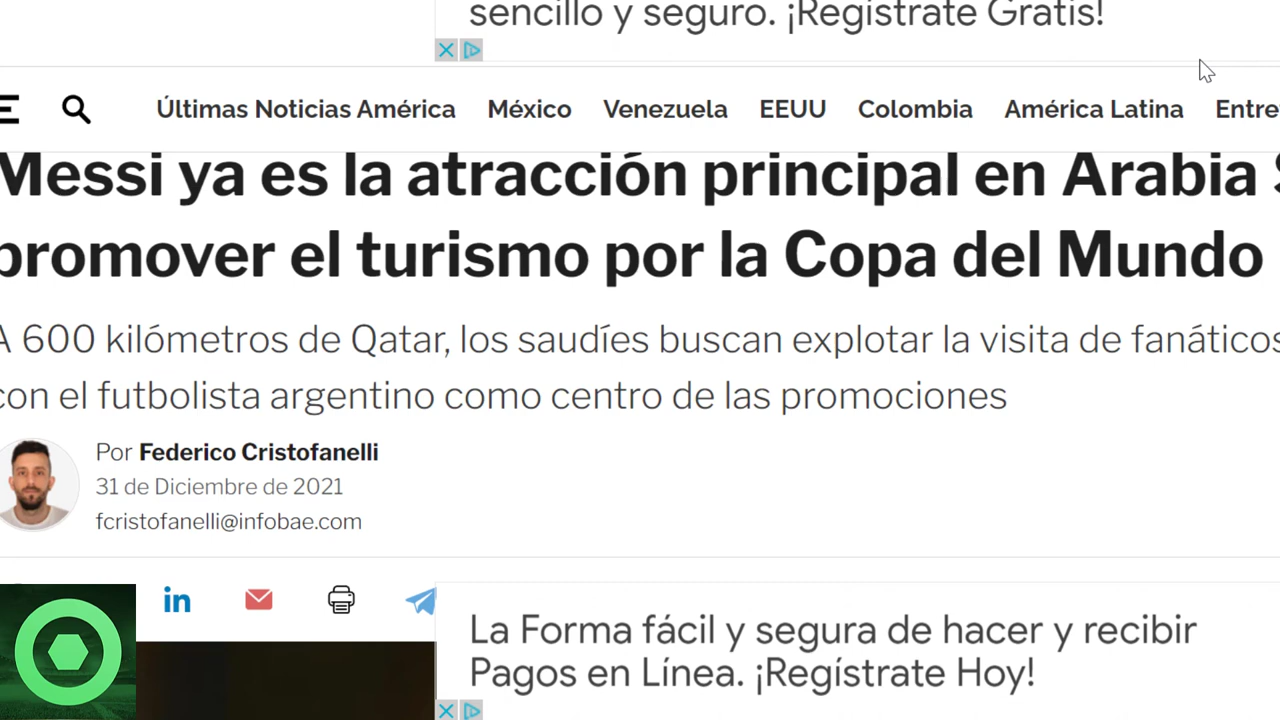 sencillo y seguro. ¡Regístrate Gratis!
Últimas Noticias América México Venezuela EEUU Colombia América Latina Entre
Messi ya es la atracción principal en Arabia S
promover el turismo por la Copa del Mundo
A 600 kilómetros de Qatar, los saudíes buscan explotar la visita de fanáticos
con el futbolista argentino como centro de las promociones
Por Federico Cristofanelli
31 de Diciembre de 2021
fcristofanelli@infobae.com
in
La Forma fácil y segura de hacer y recibir
Pagos en Línea. ¡Regístrate Hoy!